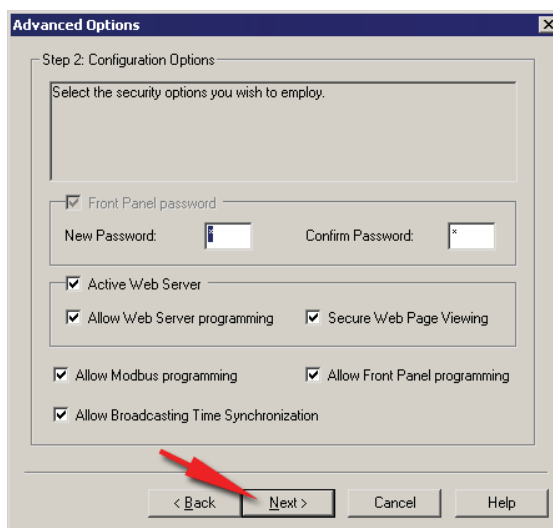 Advanced Options
Step 2: Configuration Options
Select the security options you wish to employ.
Front Panel password
New Password: * Confirm Password: *
Active Web Server
Allow Web Server programming Secure Web Page Viewing
Allow Modbus programming Allow Front Panel programming
Allow Broadcasting Time Synchronization
< Back Next > Cancel Help